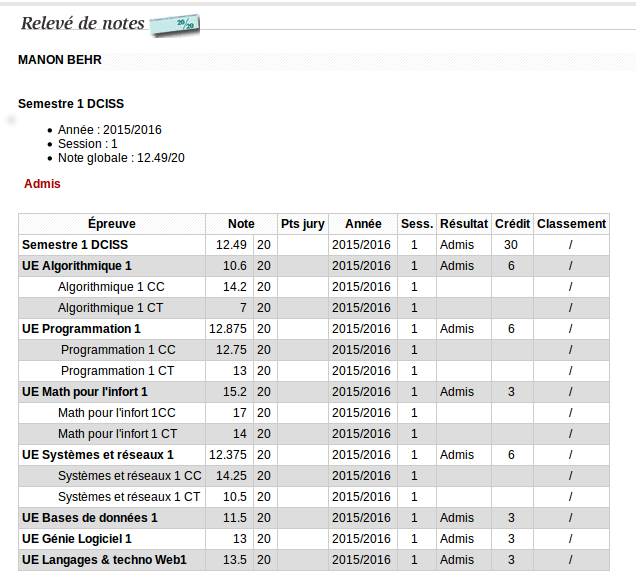 Relevé de notes 20/20
MANON BEHR
Semestre 1 DCISS
Année : 2015/2016
Session : 1
Note globale : 12.49/20
Admis
Épreuve Note Pts jury Année Sess. Résultat Crédit Classement
Semestre 1 DCISS 12.49 20 2015/2016 1 Admis 30 /
UE Algorithmique 1 10.6 20 2015/2016 1 Admis 6 /
Algorithmique 1 CC 14.2 20 2015/2016 1 /
Algorithmique 1 CT 7 20 2015/2016 1 /
UE Programmation 1 12.875 20 2015/2016 1 Admis 6 /
Programmation 1 CC 12.75 20 2015/2016 1 /
Programmation 1 CT 13 20 2015/2016 1 /
UE Math pour l'infort 1 15.2 20 2015/2016 1 Admis 3 /
Math pour l'infort 1CC 17 20 2015/2016 1 /
Math pour l'infort 1 CT 14 20 2015/2016 1 /
UE Systèmes et réseaux 1 12.375 20 2015/2016 1 Admis 6 /
Systèmes et réseaux 1 CC 14.25 20 2015/2016 1 /
Systèmes et réseaux 1 CT 10.5 20 2015/2016 1 /
UE Bases de données 1 11.5 20 2015/2016 1 Admis 3 /
UE Génie Logiciel 1 13 20 2015/2016 1 Admis 3 /
UE Langages & techno Web1 13.5 20 2015/2016 1 Admis 3 /